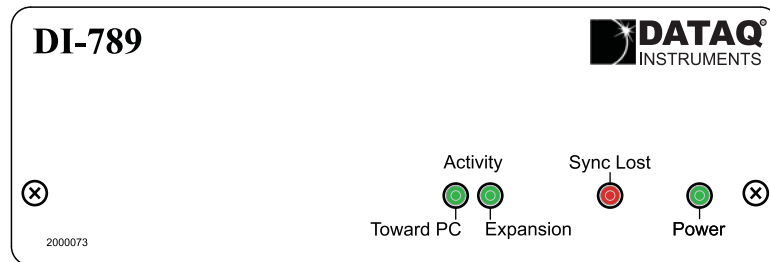 DI-789
DATAQ®
INSTRUMENTS
Activity
Sync Lost
Toward PC
Expansion
Power
2000073